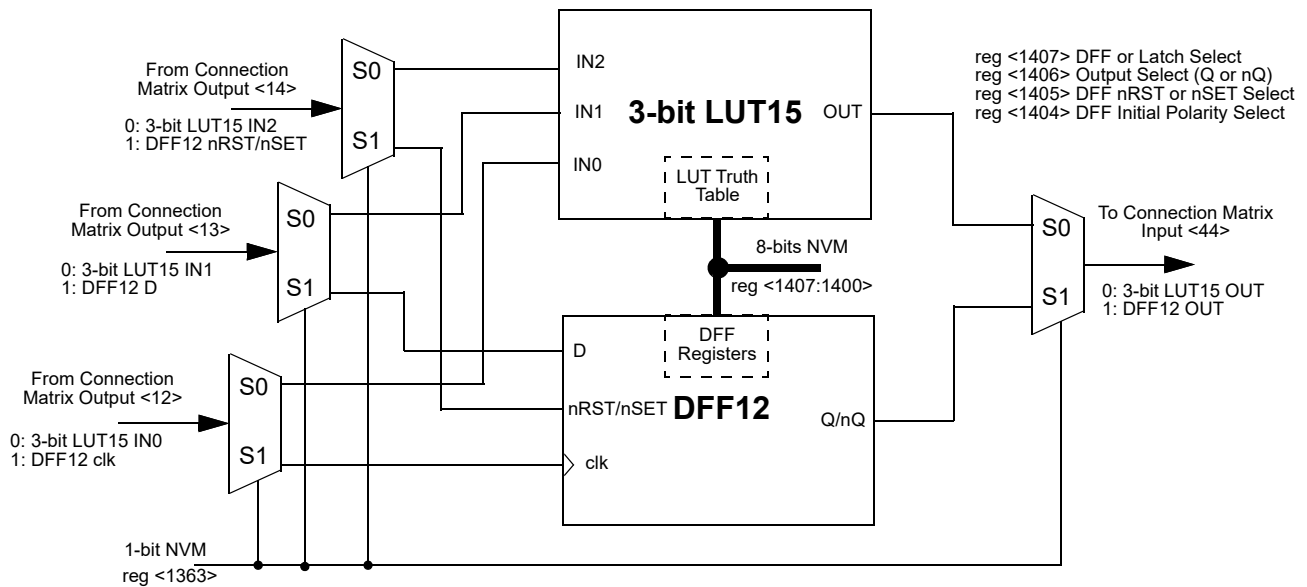 From Connection
Matrix Output <14>
0: 3-bit LUT15 IN2
1: DFF12 nRST/nSET
S0
S1
From Connection
Matrix Output <13>
0: 3-bit LUT15 IN1
1: DFF12 D
S0
S1
From Connection
Matrix Output <12>
0: 3-bit LUT15 IN0
1: DFF12 clk
S0
S1
1-bit NVM
reg <1363>
IN2
IN1
IN0
3-bit LUT15
OUT
LUT Truth
Table
8-bits NVM
reg <1407:1400>
DFF
Registers
D
nRST/nSET
clk
DFF12
Q/nQ
reg <1407> DFF or Latch Select
reg <1406> Output Select (Q or nQ)
reg <1405> DFF nRST or nSET Select
reg <1404> DFF Initial Polarity Select
S0
S1
To Connection Matrix
Input <44>
0: 3-bit LUT15 OUT
1: DFF12 OUT